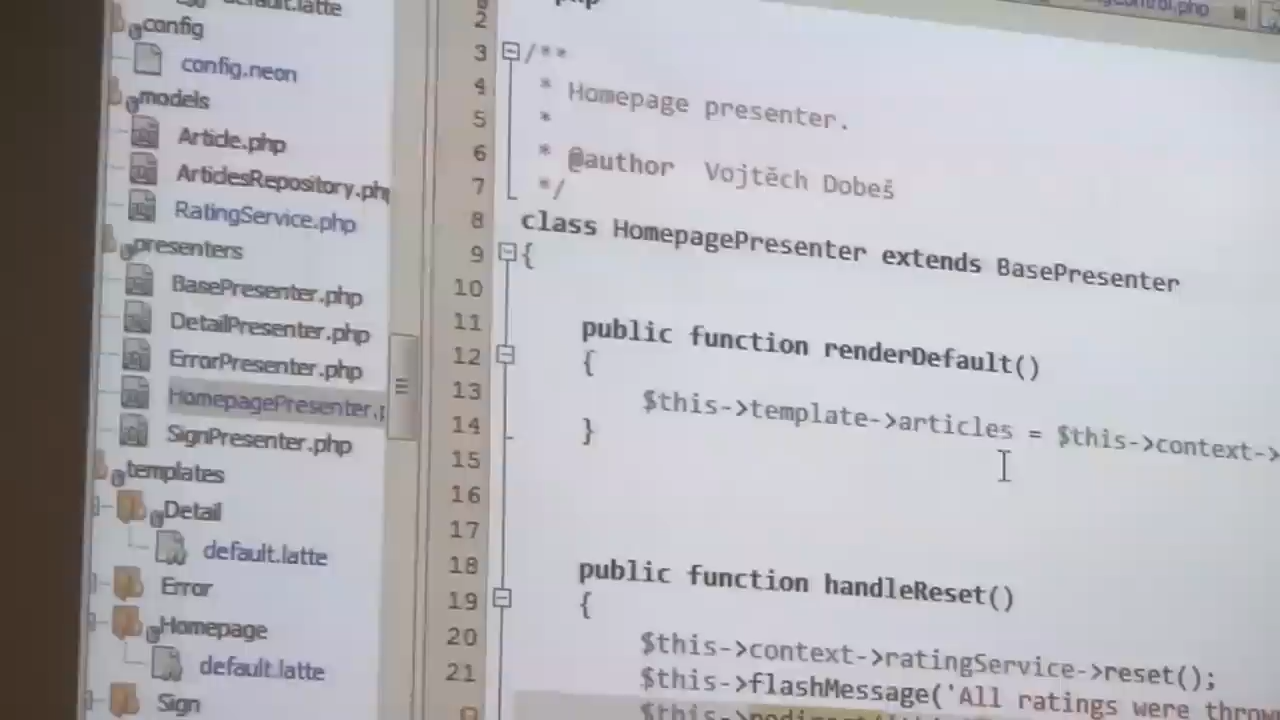 default.latte
config
config.neon
models
Article.php
ArticlesRepository.php
RatingService.php
presenters
BasePresenter.php
DetailPresenter.php
ErrorPresenter.php
HomepagePresenter.p
SignPresenter.php
templates
Detail
default.latte
Error
Homepage
default.latte
Sign
2
3 /**
4 * Homepage presenter.
5 *
6 * @author Vojtěch Dobeš
7 */
8 class HomepagePresenter extends BasePresenter
9 {
10
11 public function renderDefault()
12 {
13 $this->template->articles = $this->context->
14 }
15
16
17
18 public function handleReset()
19 {
20 $this->context->ratingService->reset();
21 $this->flashMessage('All ratings were throw
$this->